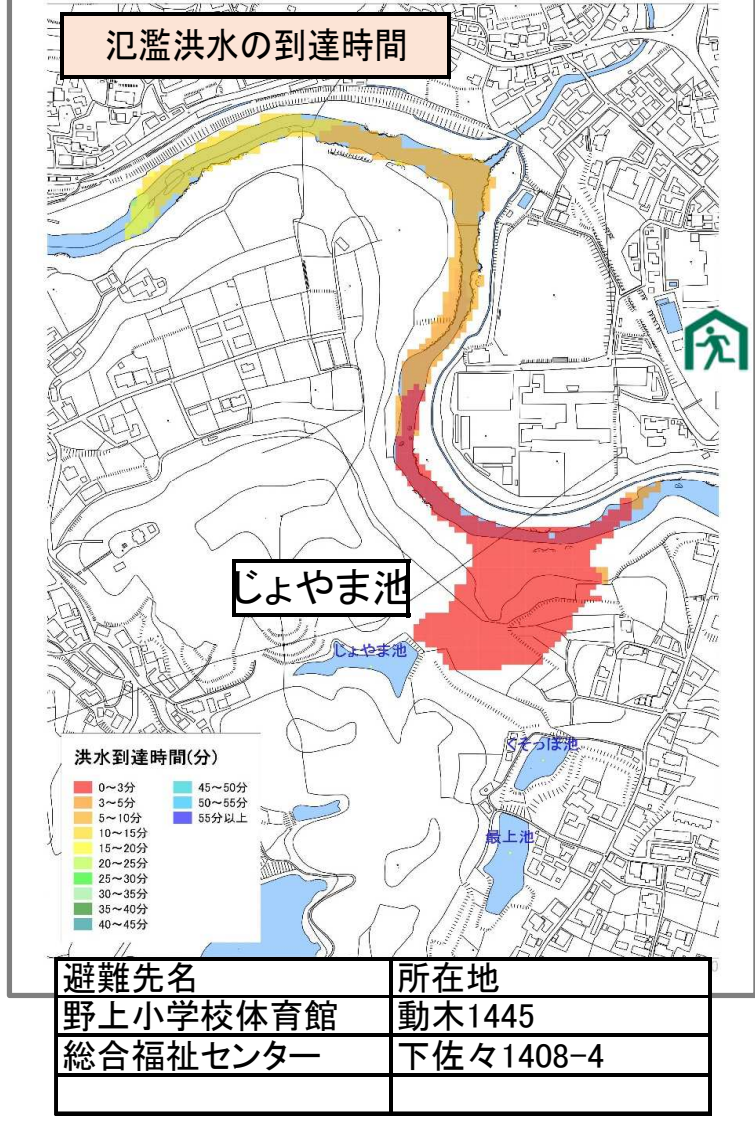 氾濫洪水の到達時間
じょやま池
じょやま池
くそっぽ池
最上池
洪水到達時間(分)
0～3分
3～5分
5～10分
10～15分
15～20分
20～25分
25～30分
30～35分
35～40分
40～45分
45～50分
50～55分
55分以上
避難先名 所在地
野上小学校体育館 動木1445
総合福祉センター 下佐々1408-4